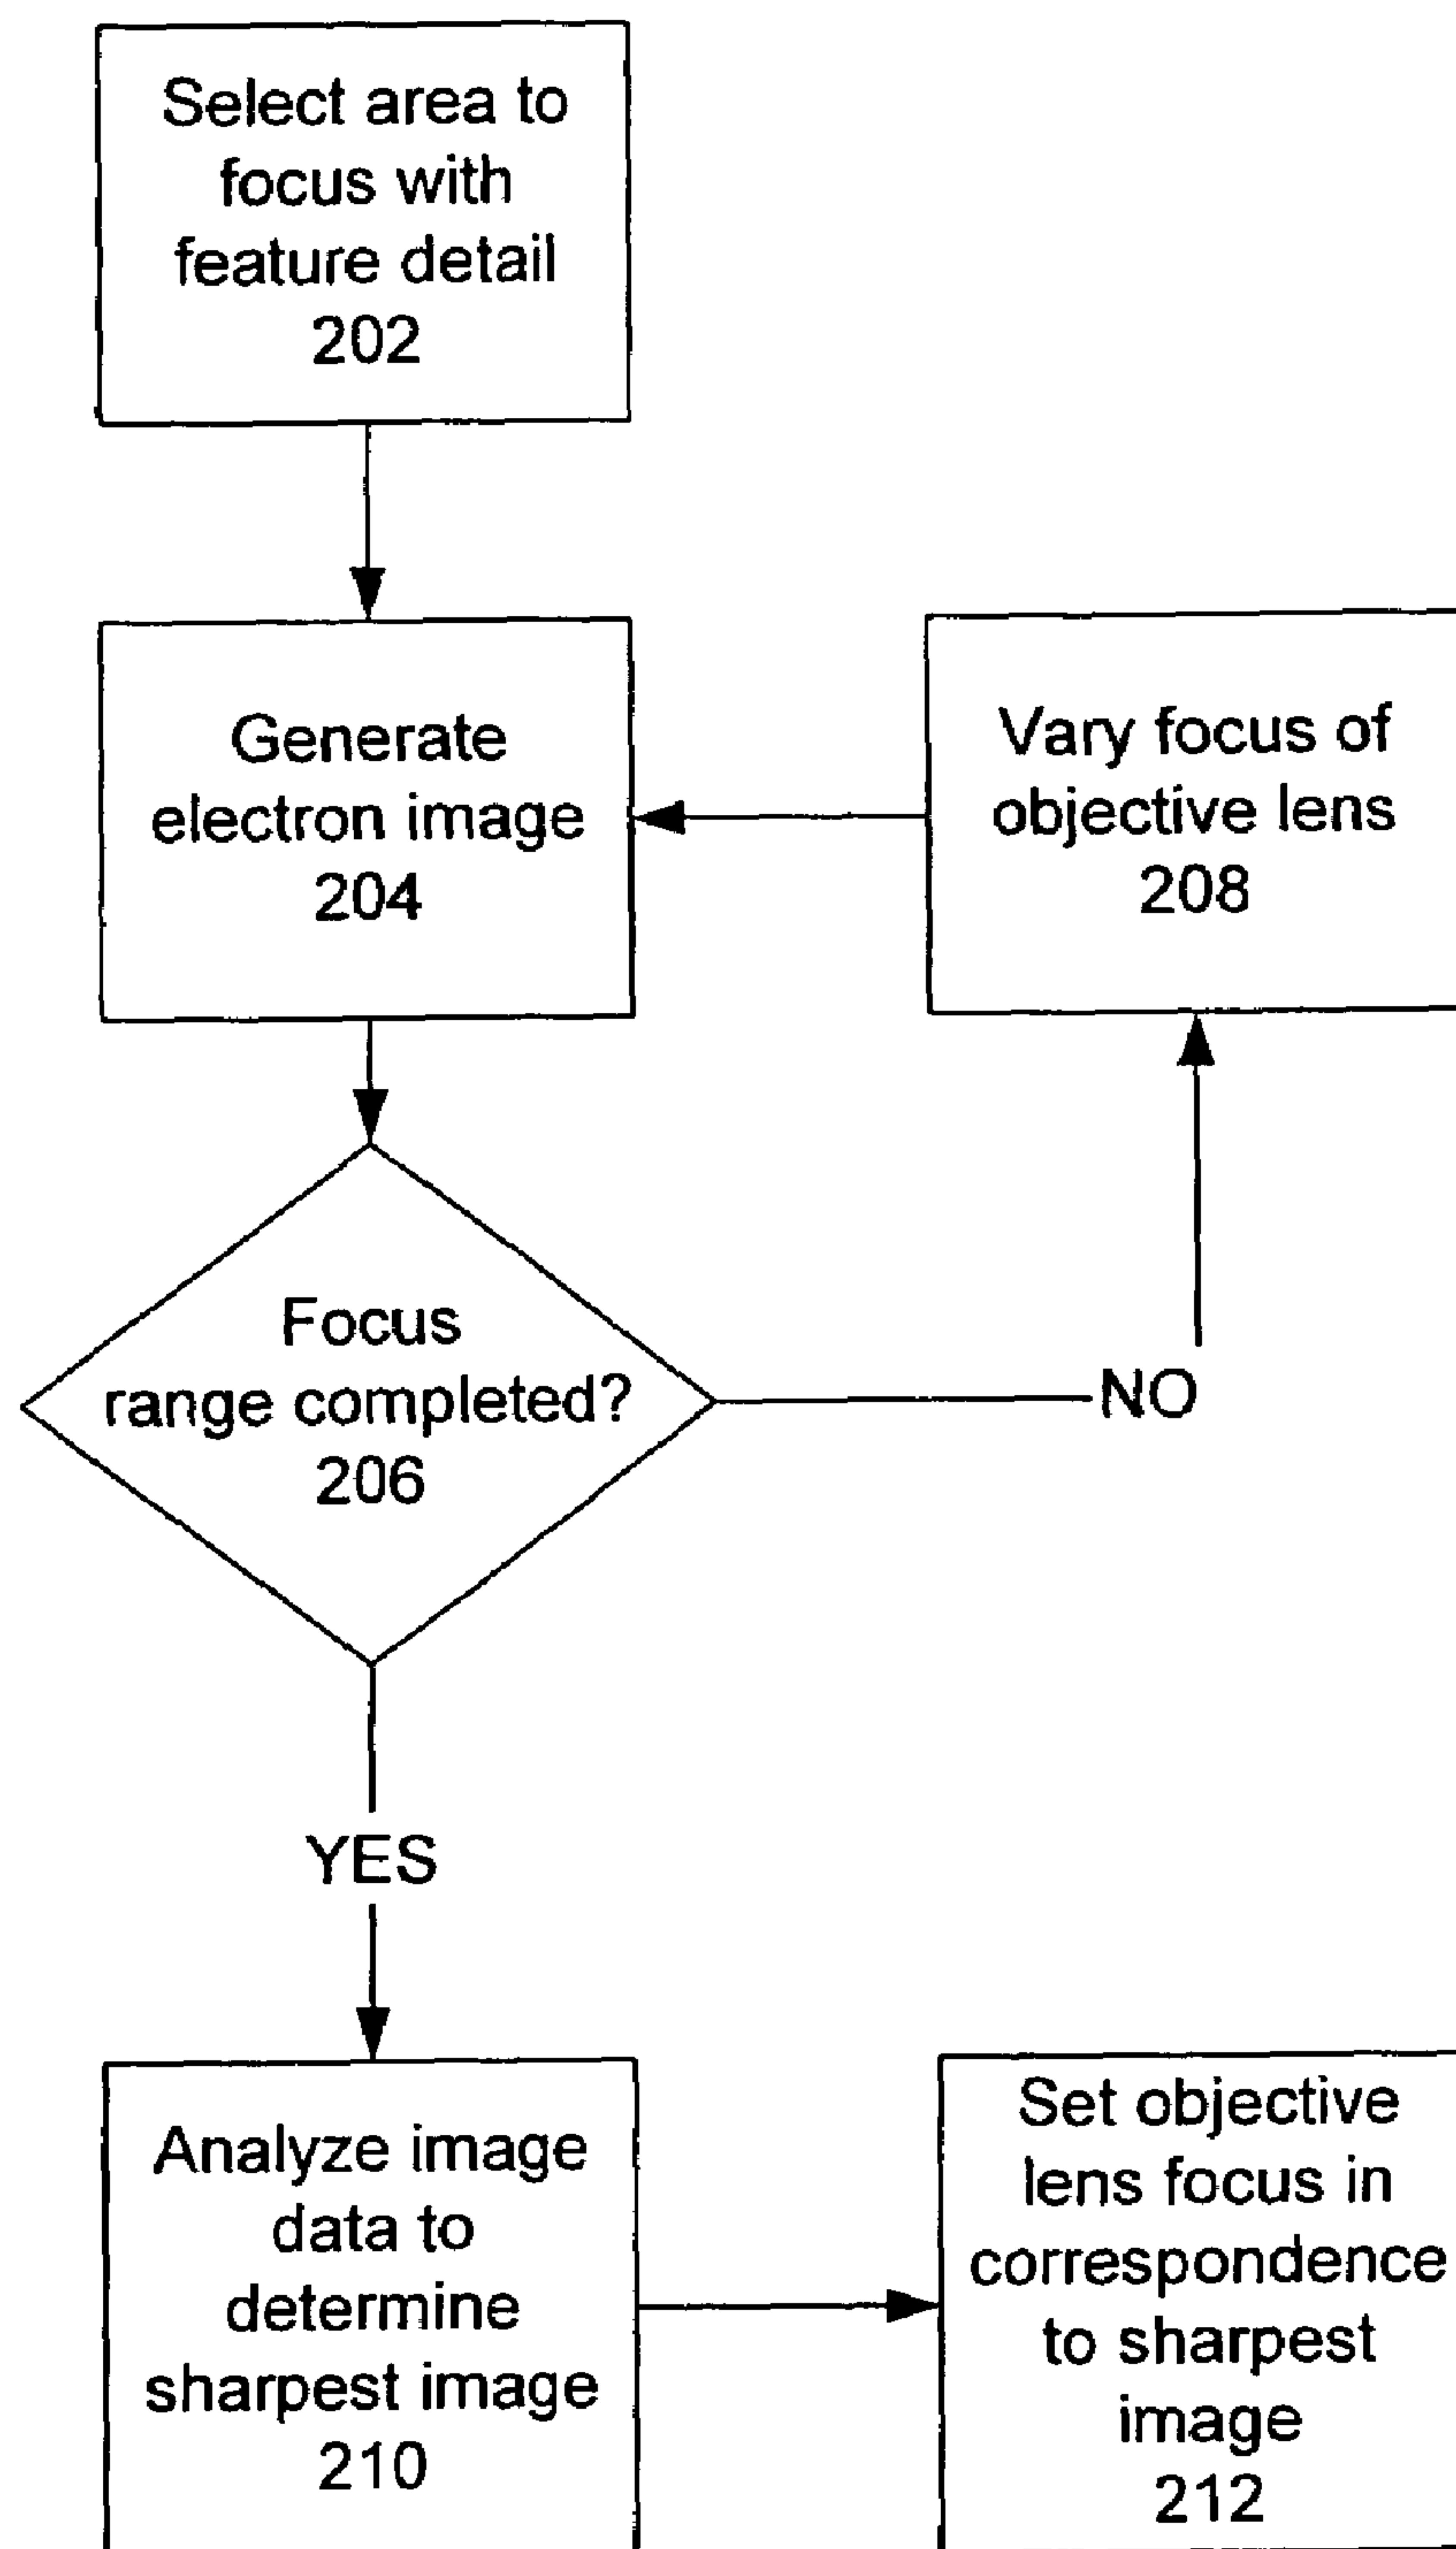 Select area to
focus with
feature detail
202
Generate
electron image
204
Vary focus of
objective lens
208
Focus
range completed?
206
NO
YES
Analyze image
data to
determine
sharpest image
210
Set objective
lens focus in
correspondence
to sharpest
image
212